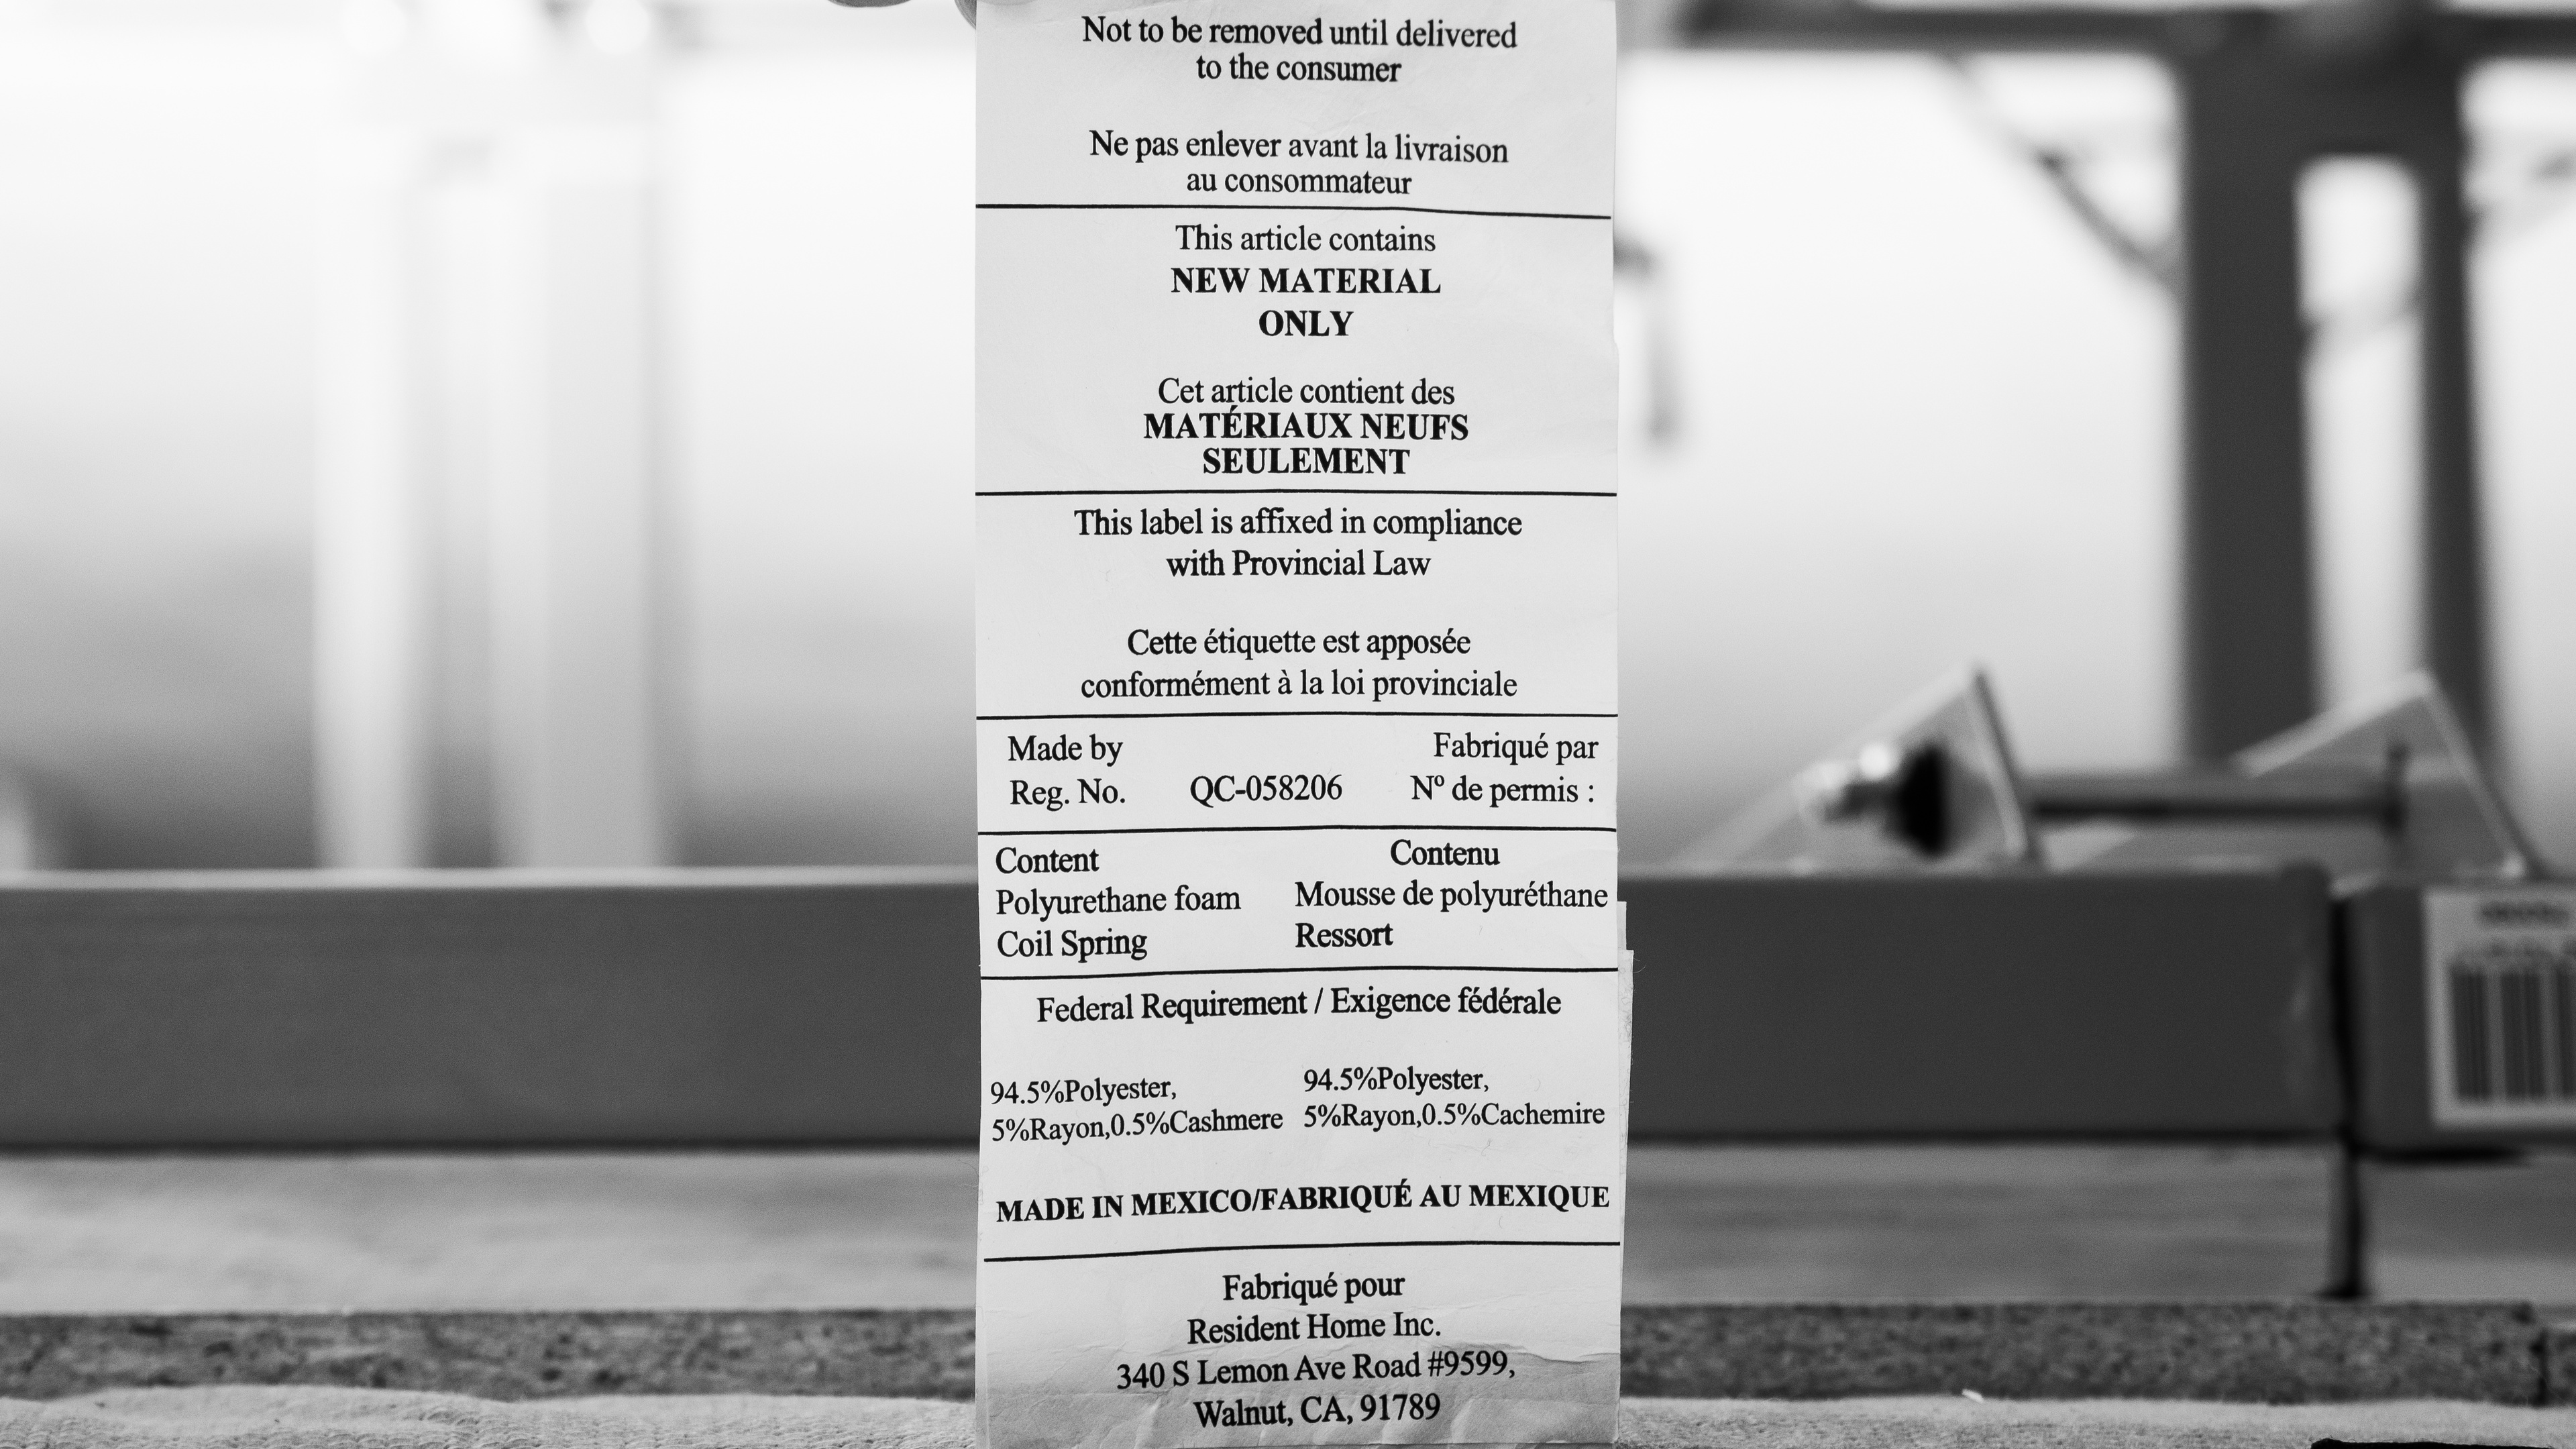 Not to be removed until delivered
to the consumer
Ne pas enlever avant la livraison
au consommateur
This article contains
NEW MATERIAL
ONLY
Cet article contient des
MATÉRIAUX NEUFS
SEULEMENT
This label is affixed in compliance
with Provincial Law
Cette étiquette est apposée
conformément à la loi provinciale
Made by Fabriqué par
Reg. No. QC-058206 Nº de permis :
Content Contenu
Polyurethane foam Mousse de polyuréthane
Coil Spring Ressort
Federal Requirement / Exigence fédérale
94.5%Polyester, 94.5%Polyester,
5%Rayon,0.5%Cashmere 5%Rayon,0.5%Cachemire
MADE IN MEXICO/FABRIQUÉ AU MEXIQUE
Fabriqué pour
Resident Home Inc.
340 S Lemon Ave Road #9599,
Walnut, CA, 91789